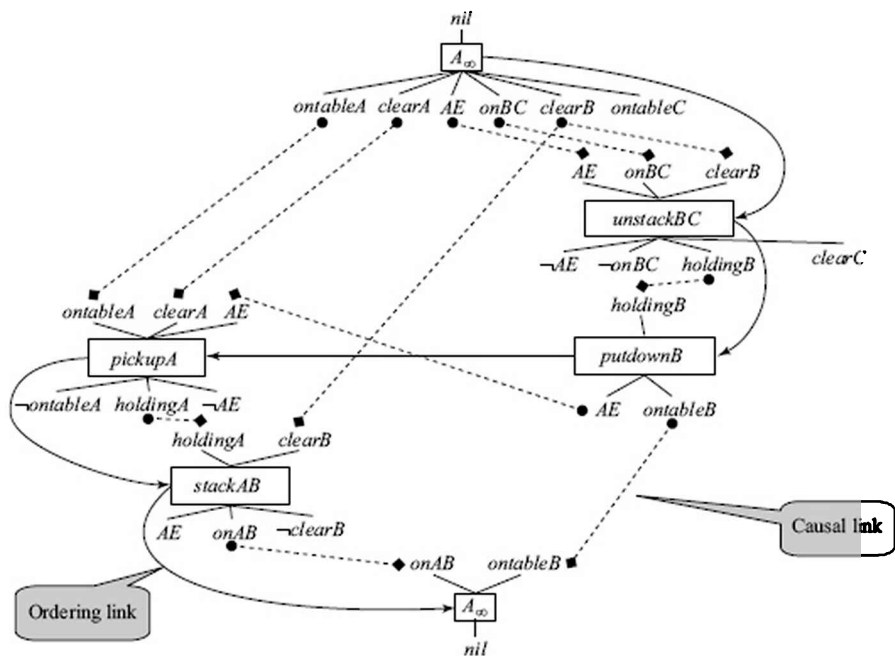 nil
A∞
ontableA clearA AE onBC clearB ontableC
AE onBC clearB
unstackBC
¬AE ¬onBC holdingB clearC
holdingB
ontableA clearA AE
pickupA putdownB
¬ontableA holdingA ¬AE AE ontableB
holdingA clearB
stackAB
AE onAB ¬clearB
Causal link
onAB ontableB
Ordering link
A∞
nil